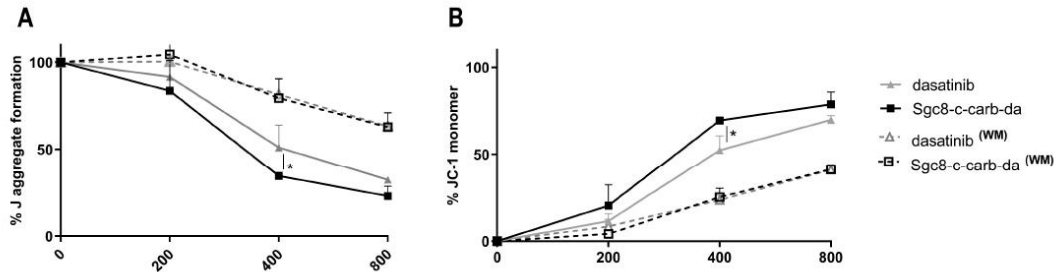 A
% J aggregate formation
100
50
0
*
0 200 400 800
B
% JC-1 monomer
100
50
0
*
0 200 400 800
dasatinib
Sgc8-c-carb-da
dasatinib (WM)
Sgc8-c-carb-da (WM)